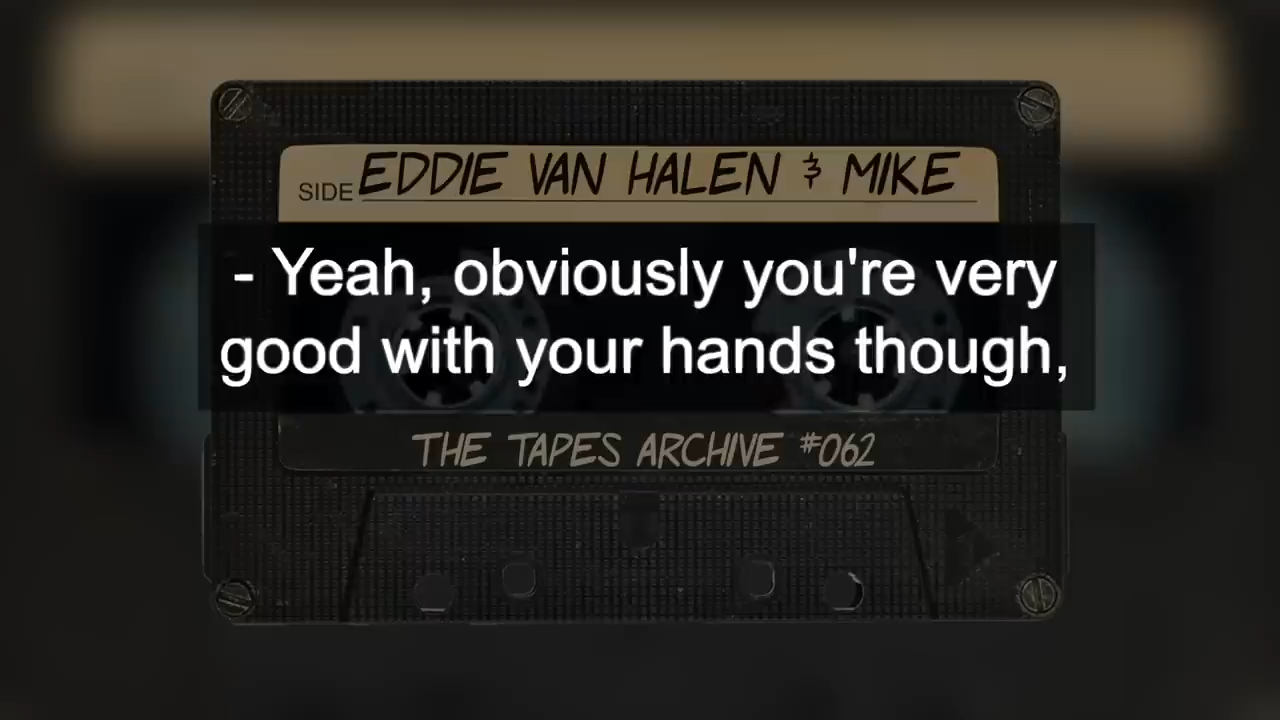 SIDE EDDIE VAN HALEN & MIKE
- Yeah, obviously you're very
good with your hands though,
THE TAPES ARCHIVE #062